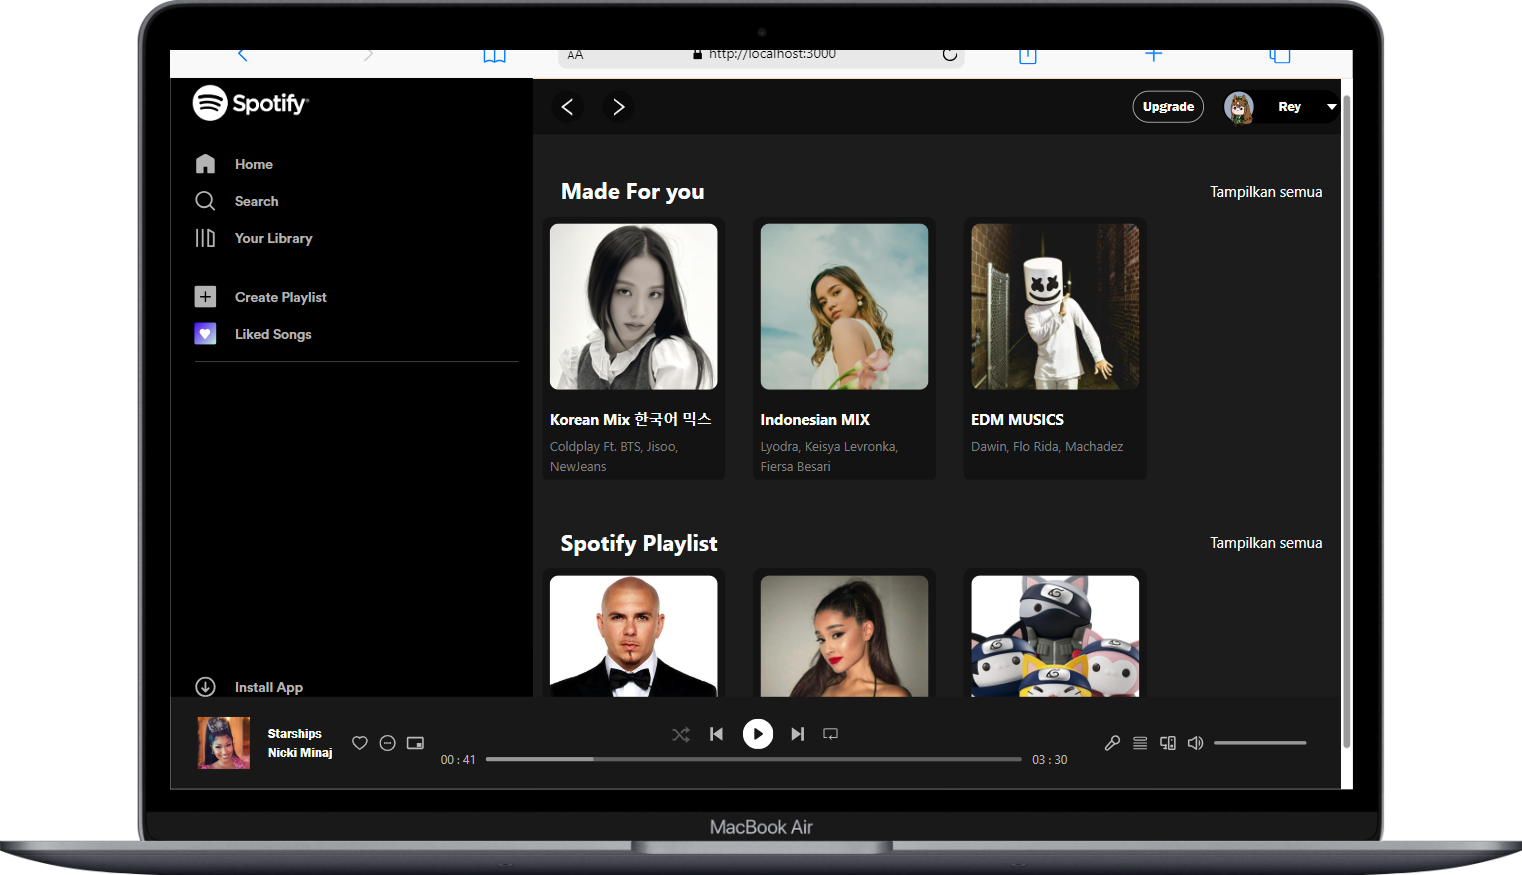 AA http://localhost:3000
Spotify
Upgrade
Rey
Home
Search
Your Library
Create Playlist
Liked Songs
Install App
Made For you
Tampilkan semua
Korean Mix 한국어 믹스
Coldplay Ft. BTS, Jisoo,
NewJeans
Indonesian MIX
Lyodra, Keisya Levronka,
Fiersa Besari
EDM MUSICS
Dawin, Flo Rida, Machadez
Spotify Playlist
Tampilkan semua
Starships
Nicki Minaj
00 : 41
03 : 30
MacBook Air